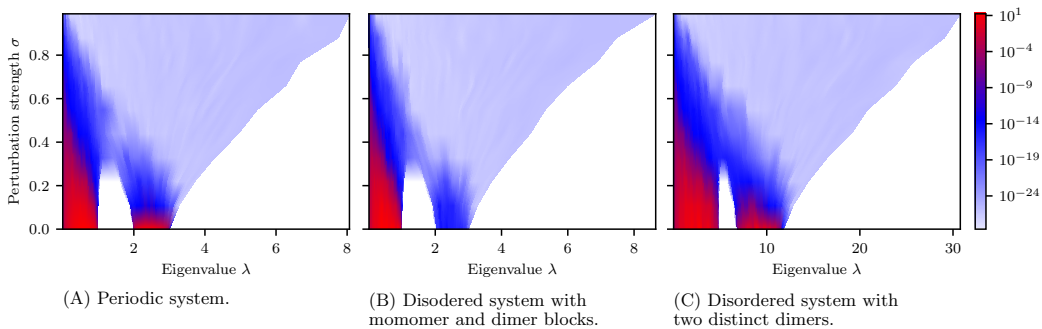 Perturbation strength σ
0.8
0.6
0.4
0.2
0.0
2 4 6 8
Eigenvalue λ
2 4 6 8
Eigenvalue λ
10 20 30
Eigenvalue λ
10^1
10^-4
10^-9
10^-14
10^-19
10^-24
(A) Periodic system.
(B) Disodered system with
momomer and dimer blocks.
(C) Disordered system with
two distinct dimers.